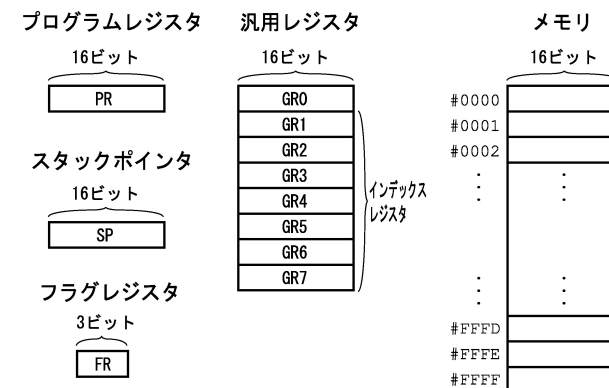 プログラムレジスタ
16ビット
PR
スタックポインタ
16ビット
SP
フラグレジスタ
3ビット
FR
汎用レジスタ
16ビット
GR0
GR1
GR2
GR3
GR4
GR5
GR6
GR7
インデックス
レジスタ
メモリ
16ビット
#0000
#0001
#0002
#FFFD
#FFFE
#FFFF